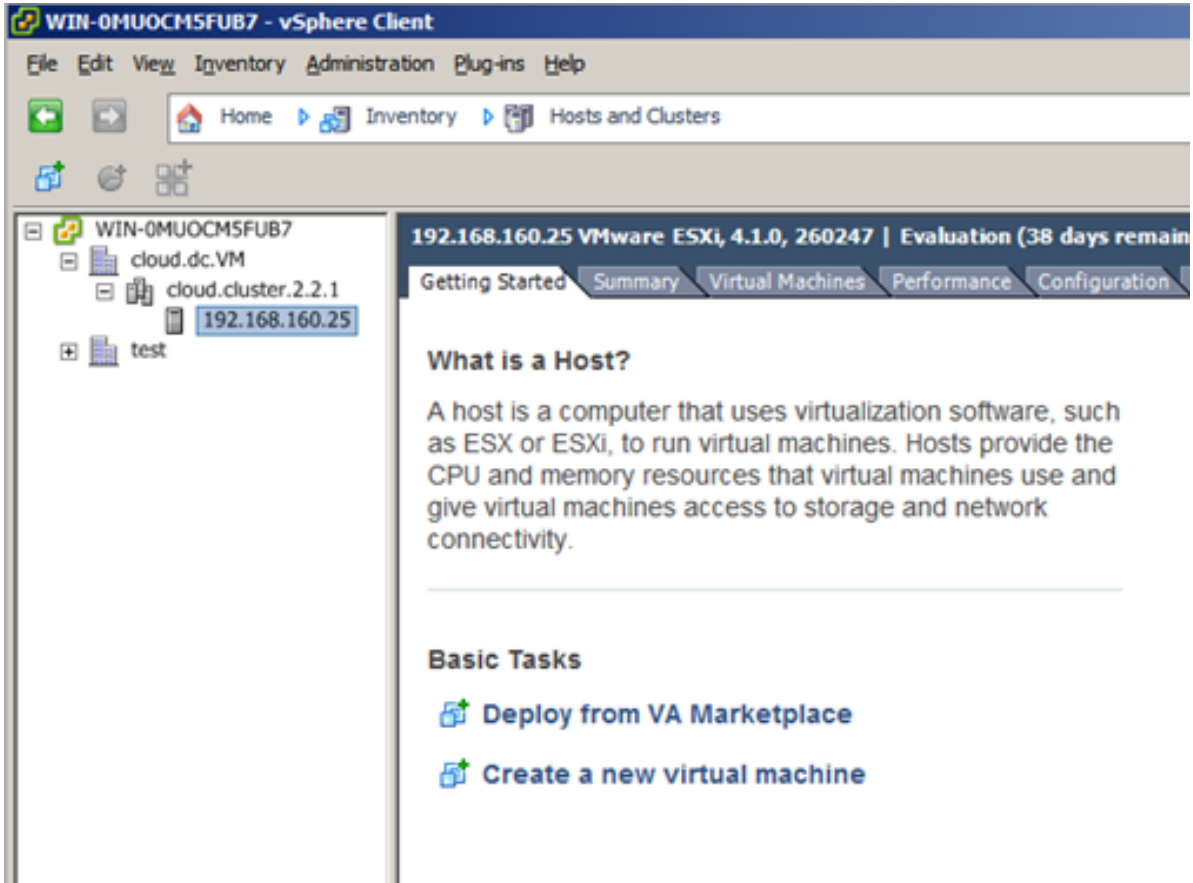 WIN-0MUOCM5FUB7 - vSphere Client
File Edit View Inventory Administration Plug-ins Help
Home Inventory Hosts and Clusters
WIN-0MUOCM5FUB7
cloud.dc.VM
cloud.cluster.2.2.1
192.168.160.25
test
192.168.160.25 VMware ESXi, 4.1.0, 260247 | Evaluation (38 days remain
Getting Started Summary Virtual Machines Performance Configuration
What is a Host?
A host is a computer that uses virtualization software, such
as ESX or ESXi, to run virtual machines. Hosts provide the
CPU and memory resources that virtual machines use and
give virtual machines access to storage and network
connectivity.
Basic Tasks
Deploy from VA Marketplace
Create a new virtual machine